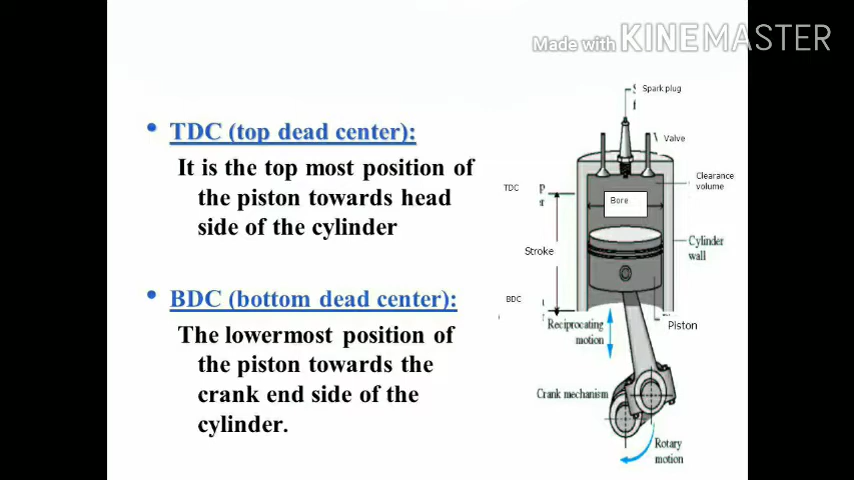 Made with KINEMASTER
• TDC (top dead center):
It is the top most position of
the piston towards head
side of the cylinder
• BDC (bottom dead center):
The lowermost position of
the piston towards the
crank end side of the
cylinder.
Spark plug
Valve
Clearance
volume
TDC
Bore
Stroke
Cylinder
wall
BDC
Reciprocating
motion
Piston
Crank mechanism
Rotary
motion